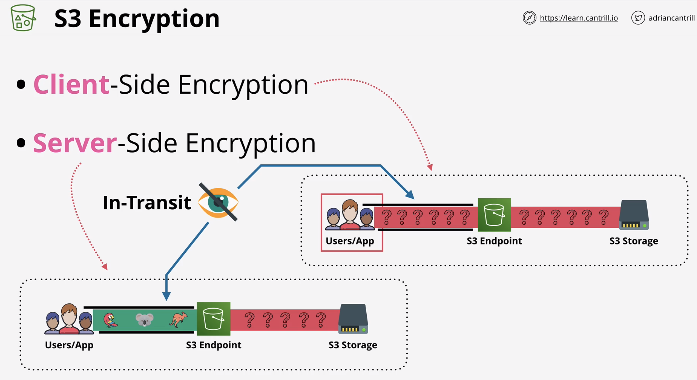 S3 Encryption
https://learn.cantrill.io
adriancantrill
• Client-Side Encryption
• Server-Side Encryption
In-Transit
? ? ? ? ? ?
? ? ? ? ?
Users/App
S3 Endpoint
S3 Storage
? ? ? ? ?
Users/App
S3 Endpoint
S3 Storage